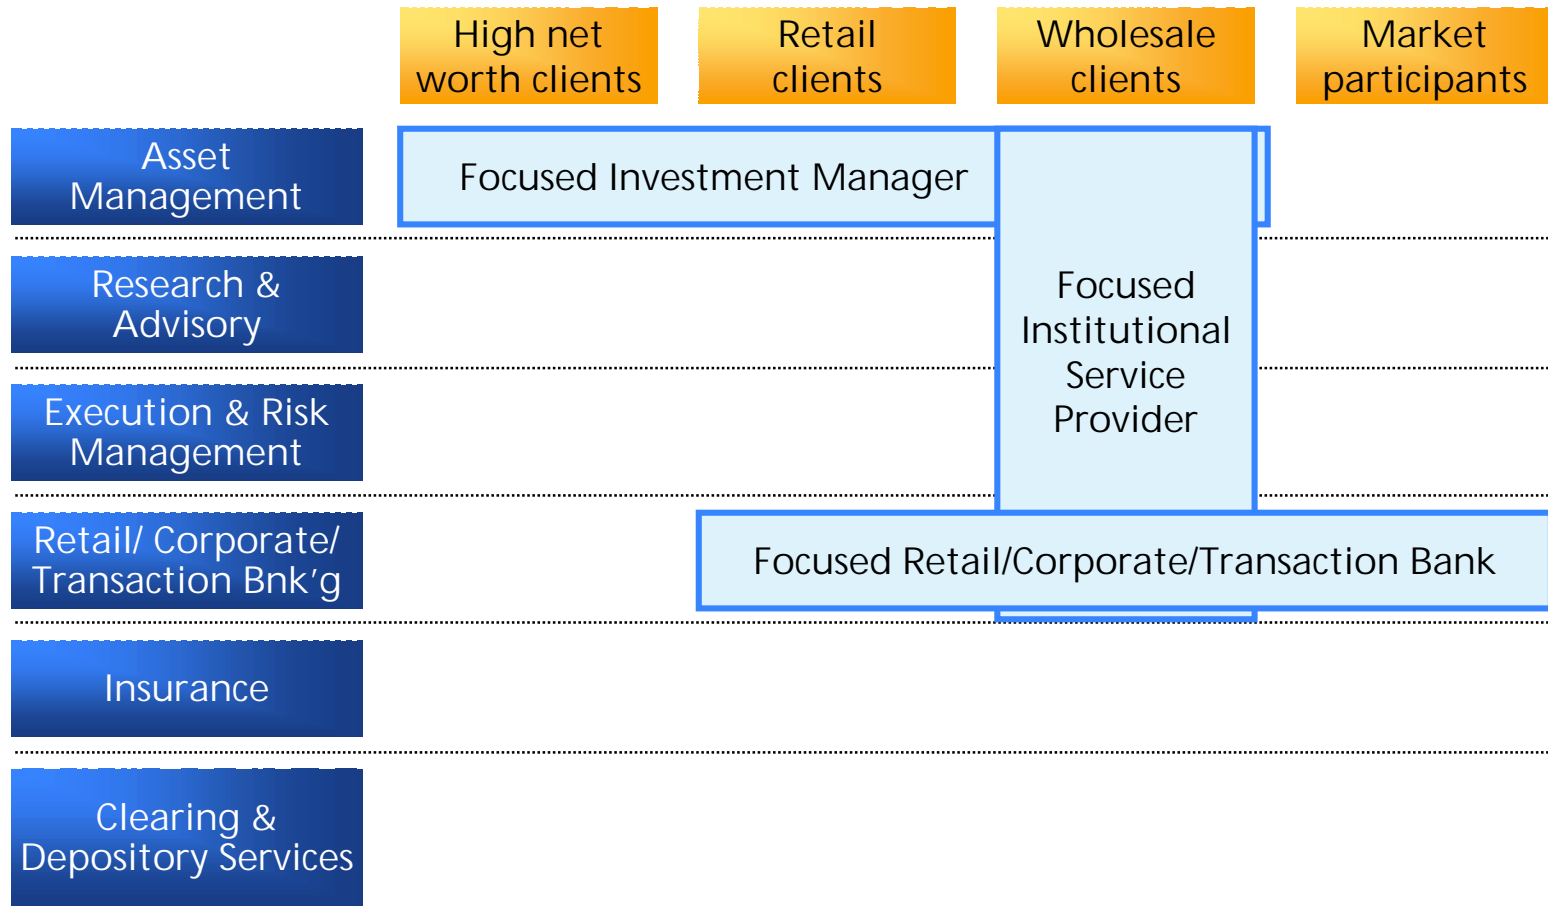 High net
worth clients
Retail
clients
Wholesale
clients
Market
participants
Asset
Management
Focused Investment Manager
Research &
Advisory
Focused
Institutional
Service
Provider
Execution & Risk
Management
Retail/ Corporate/
Transaction Bnk’g
Focused Retail/Corporate/Transaction Bank
Insurance
Clearing &
Depository Services